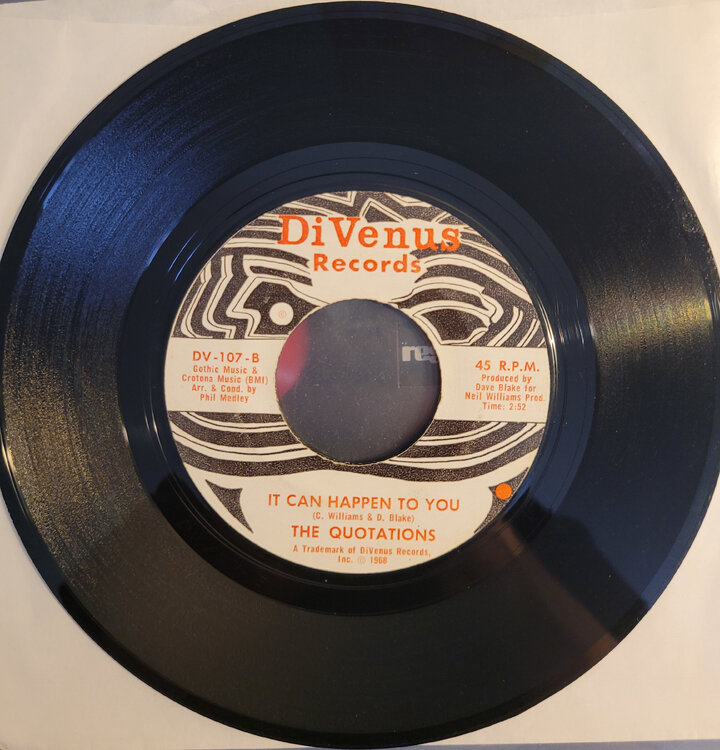 DiVenus
Records
DV-107-B
Gothic Music &
Crotona Music (BMI)
Arr. & Cond. by
Phil Medley
45 R.P.M.
Produced by
Dave Blake for
Neil Williams Prod.
Time: 2:52
IT CAN HAPPEN TO YOU
(C. Williams & D. Blake)
THE QUOTATIONS
A Trademark of DiVenus Records,
Inc. Ⓟ 1968